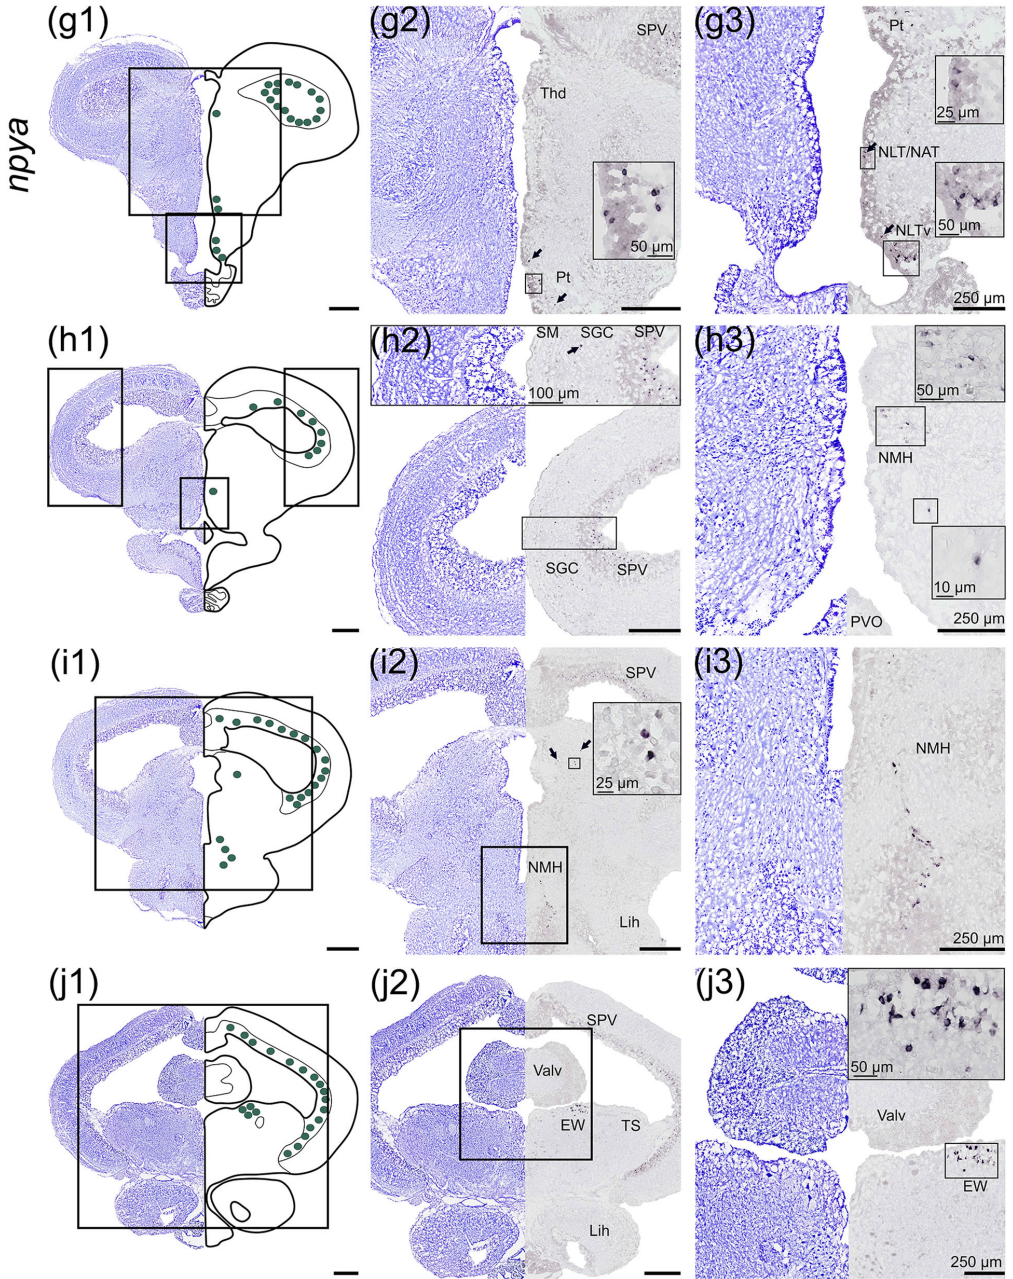 npya
(g1)
(g2)
SPV
Thd
50 µm
Pt
(g3)
Pt
25 µm
NLT/NAT
50 µm
NLTv
250 µm
(h1)
(h2)
SM SGC SPV
100 µm
SGC SPV
(h3)
50 µm
NMH
10 µm
PVO
250 µm
(i1)
(i2)
SPV
25 µm
NMH
Lih
(i3)
NMH
250 µm
(j1)
(j2)
SPV
Valv
EW TS
Lih
(j3)
50 µm
Valv
EW
250 µm